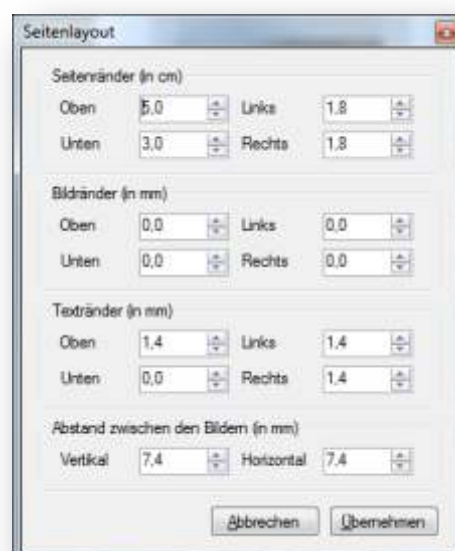 Seitenlayout
Seitenränder (in cm)
Oben 5,0 Links 1,8
Unten 3,0 Rechts 1,8
Bildränder (in mm)
Oben 0,0 Links 0,0
Unten 0,0 Rechts 0,0
Textränder (in mm)
Oben 1,4 Links 1,4
Unten 0,0 Rechts 1,4
Abstand zwischen den Bildern (in mm)
Vertikal 7,4 Horizontal 7,4
Abbrechen Übernehmen